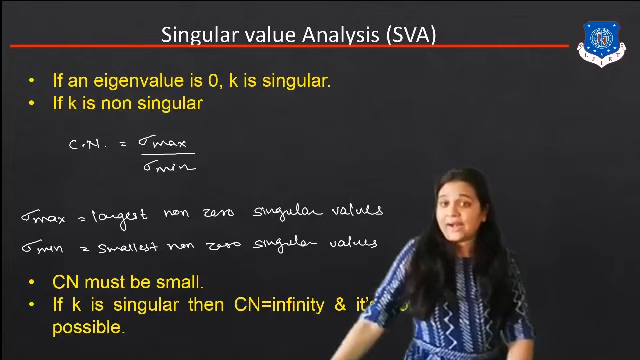 Singular value Analysis (SVA)
• If an eigenvalue is 0, k is singular.
• If k is non singular
C.N. = σmax
σmin
σmax = largest non zero singular values
σmin = smallest non zero singular values
• CN must be small.
• If k is singular then CN=infinity & it's
possible.